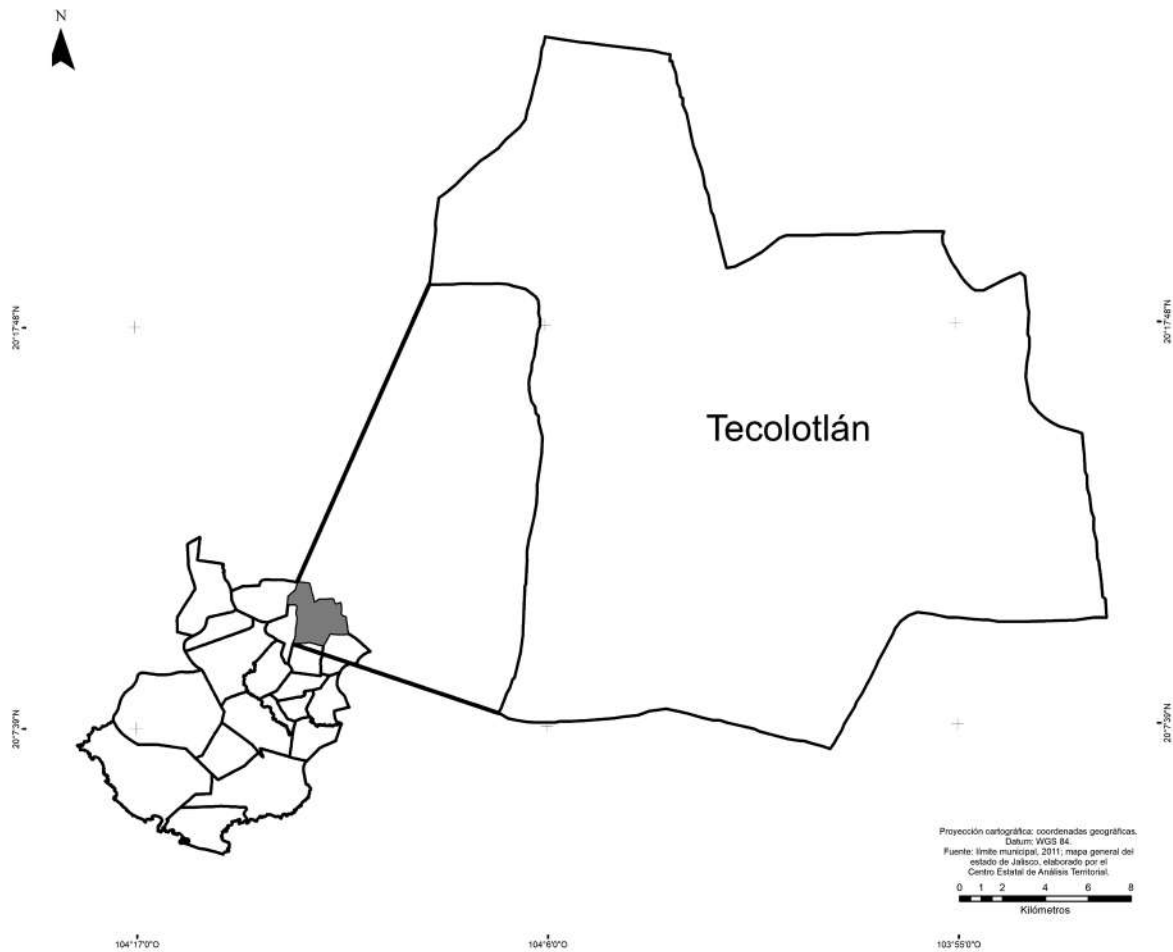 N
20°17'48"N
20°17'48"N
Tecolotlán
20°7'39"N
20°7'39"N
Proyección cartográfica: coordenadas geográficas.
Datum: WGS 84.
Fuente: límite municipal, 2011; mapa general del
estado de Jalisco, elaborado por el
Centro Estatal de Análisis Territorial.
0 1 2 4 6 8
Kilómetros
104°17'0"O
104°6'0"O
103°55'0"O